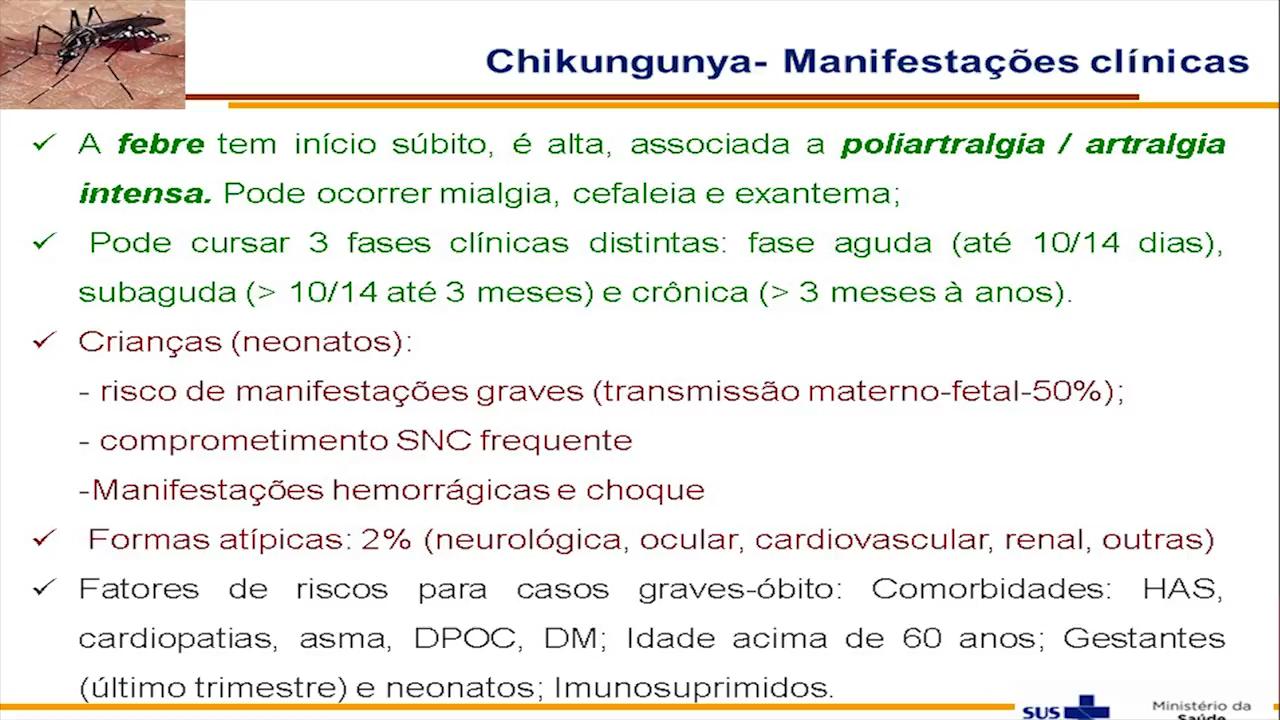 Chikungunya- Manifestações clínicas
✓ A febre tem início súbito, é alta, associada a poliartralgia / artralgia
intensa. Pode ocorrer mialgia, cefaleia e exantema;
✓ Pode cursar 3 fases clínicas distintas: fase aguda (até 10/14 dias),
subaguda (> 10/14 até 3 meses) e crônica (> 3 meses à anos).
✓ Crianças (neonatos):
- risco de manifestações graves (transmissão materno-fetal-50%);
- comprometimento SNC frequente
-Manifestações hemorrágicas e choque
✓ Formas atípicas: 2% (neurológica, ocular, cardiovascular, renal, outras)
✓ Fatores de riscos para casos graves-óbito: Comorbidades: HAS,
cardiopatias, asma, DPOC, DM; Idade acima de 60 anos; Gestantes
(último trimestre) e neonatos; Imunosuprimidos.
SUS
Ministério da
Saúde